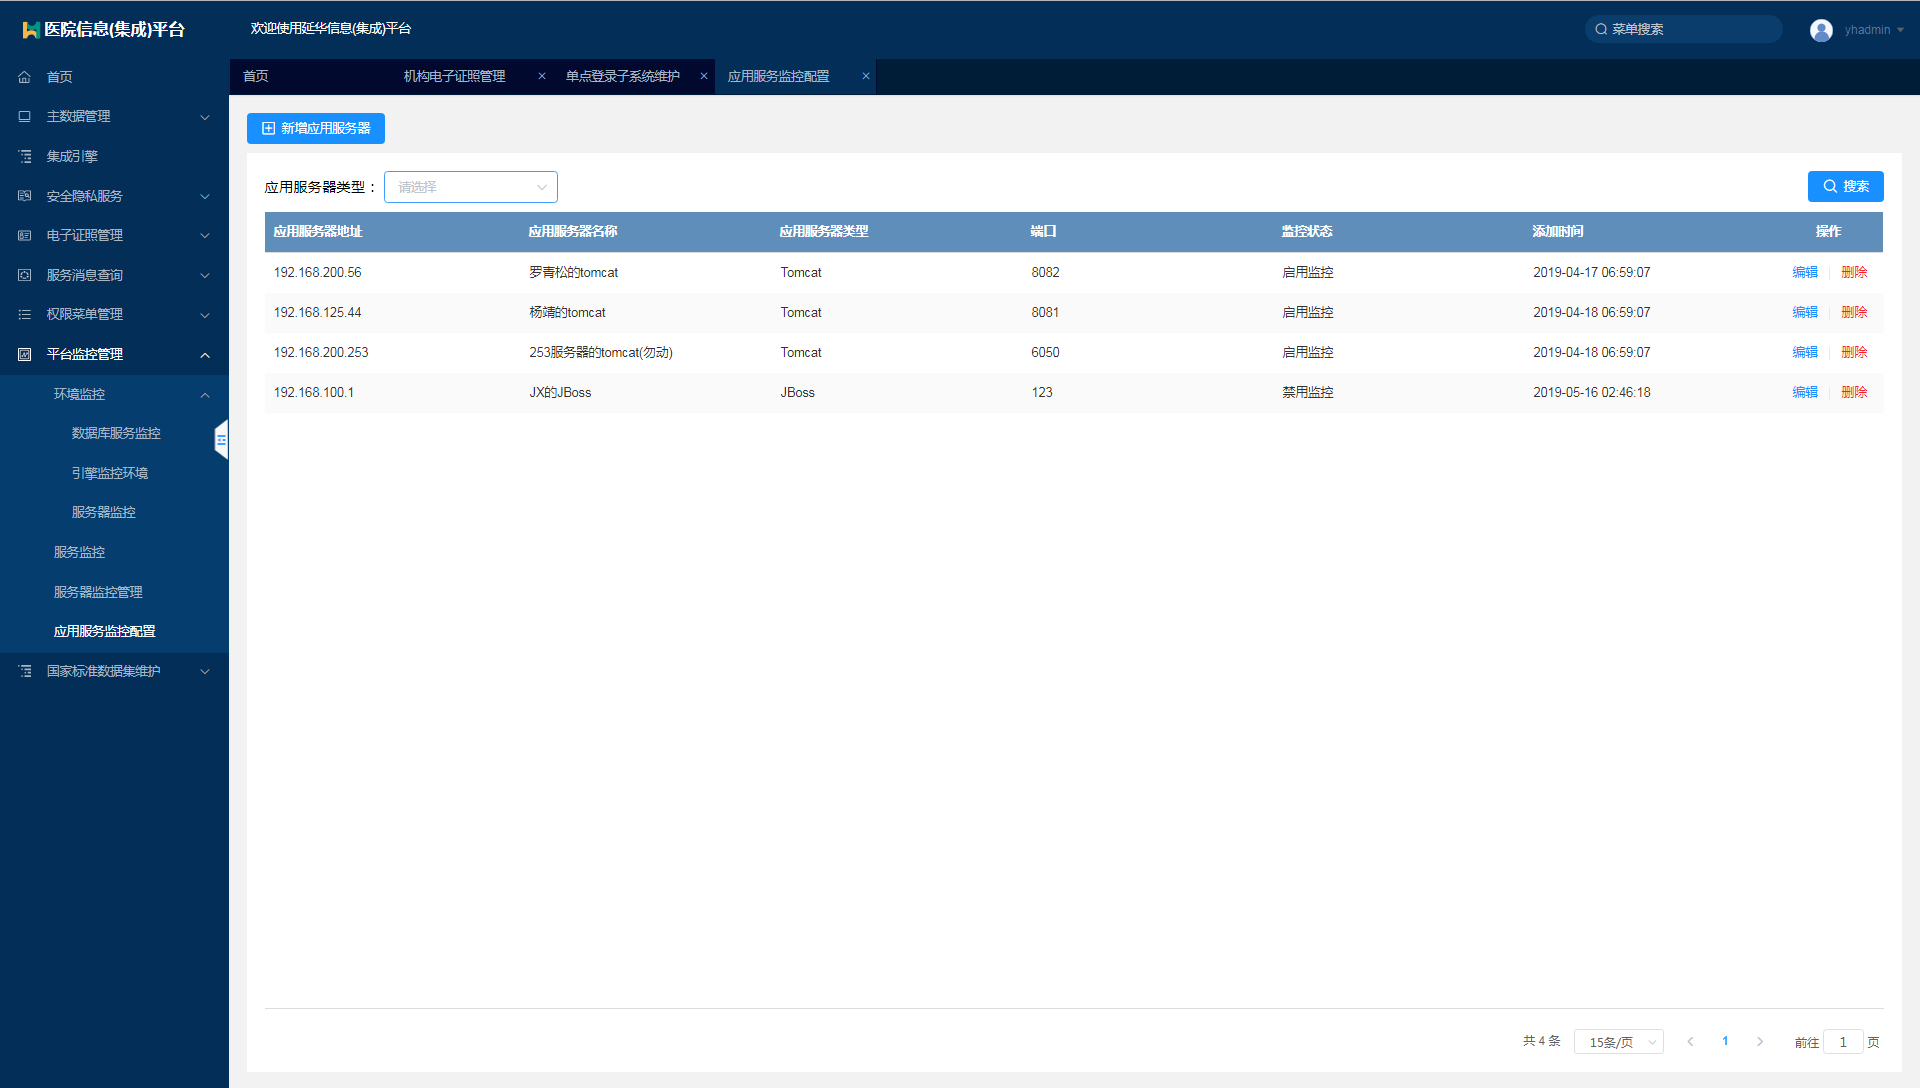 医院信息(集成)平台
欢迎使用延华信息(集成)平台
菜单搜索
yhadmin
首页
主数据管理
集成引擎
安全隐私服务
电子证照管理
服务消息查询
权限菜单管理
平台监控管理
环境监控
数据库服务监控
引擎监控环境
服务器监控
服务监控
服务器监控管理
应用服务监控配置
国家标准数据集维护
首页 机构电子证照管理 × 单点登录子系统维护 × 应用服务监控配置 ×
新增应用服务器
应用服务器类型： 请选择 搜索
应用服务器地址 应用服务器名称 应用服务器类型 端口 监控状态 添加时间 操作
192.168.200.56 罗青松的tomcat Tomcat 8082 启用监控 2019-04-17 06:59:07 编辑 删除
192.168.125.44 杨靖的tomcat Tomcat 8081 启用监控 2019-04-18 06:59:07 编辑 删除
192.168.200.253 253服务器的tomcat(勿动) Tomcat 6050 启用监控 2019-04-18 06:59:07 编辑 删除
192.168.100.1 JX的JBoss JBoss 123 禁用监控 2019-05-16 02:46:18 编辑 删除
共 4 条 15条/页 1 前往 1 页